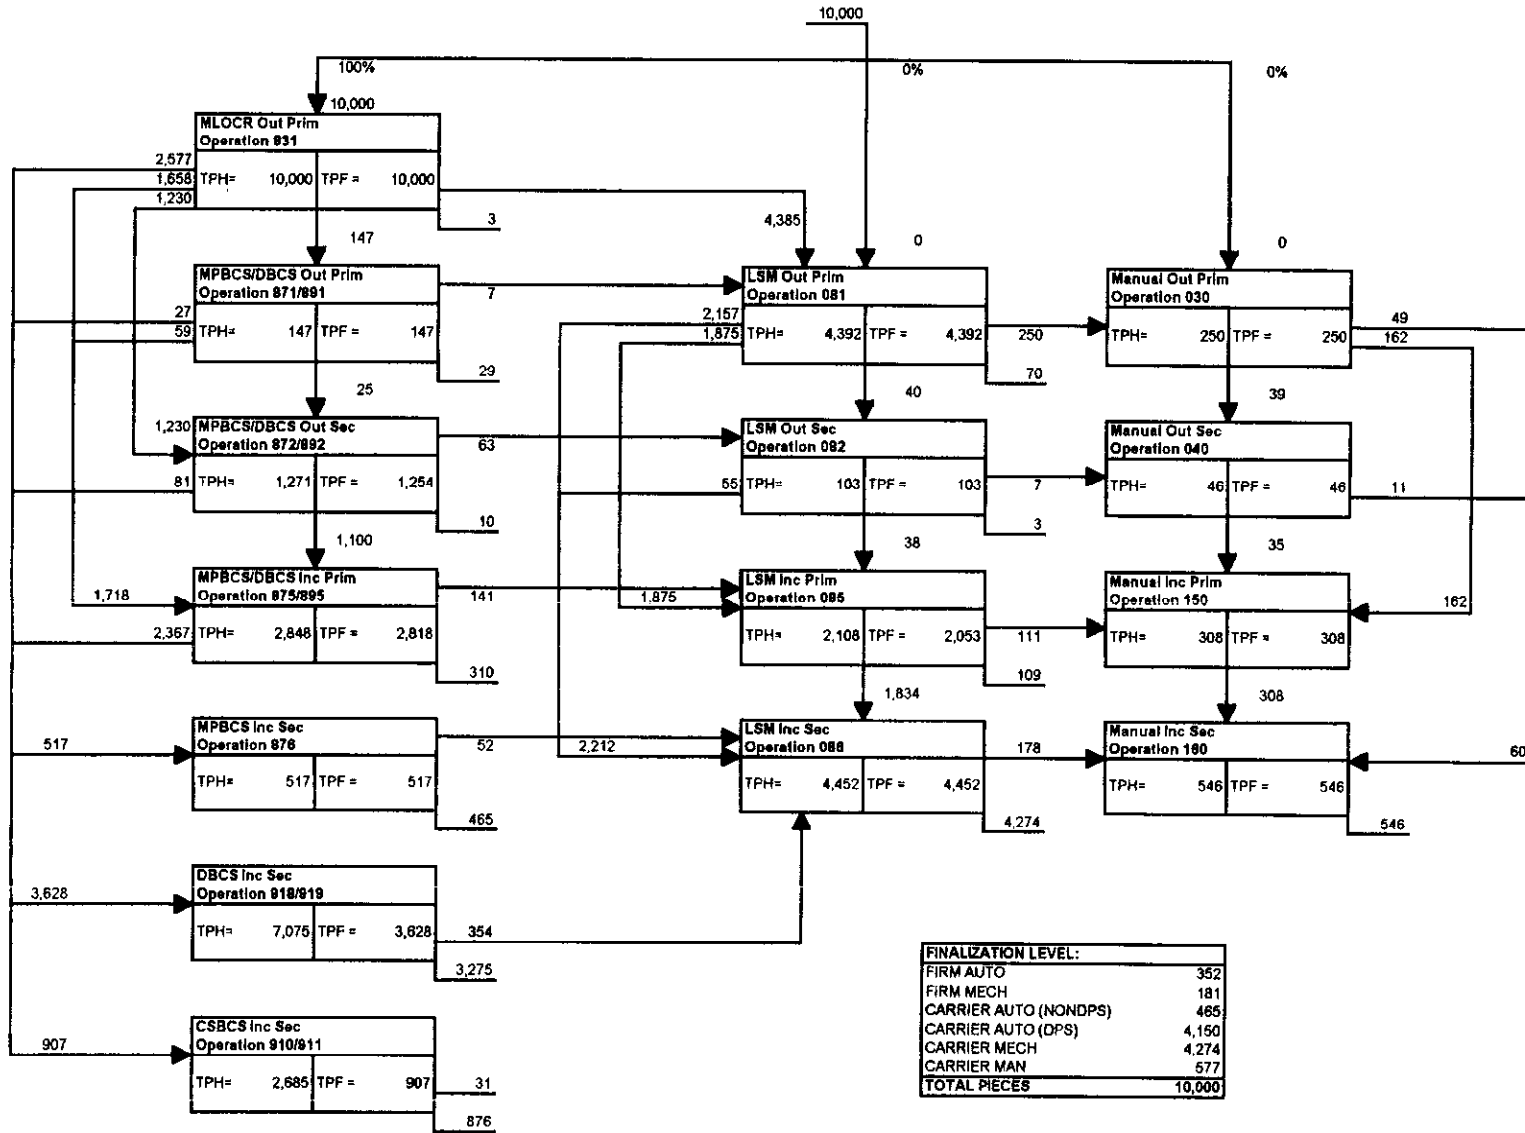 10,000
100%
0%
0%
10,000
MLOCR Out Prim
Operation 831
2,577
1,658
1,230
TPH= 10,000 TPF = 10,000
3
4,385
147
0
0
MPBCS/DBCS Out Prim
Operation 871/891
7
27
59
TPH= 147 TPF = 147
29
LSM Out Prim
Operation 081
2,157
1,875
TPH= 4,392 TPF = 4,392
250
70
Manual Out Prim
Operation 030
TPH= 250 TPF = 250
49
162
25
40
39
1,230
MPBCS/DBCS Out Sec
Operation 872/892
63
81
TPH= 1,271 TPF = 1,254
10
LSM Out Sec
Operation 082
55
TPH= 103 TPF = 103
7
3
Manual Out Sec
Operation 040
TPH= 46 TPF = 46
11
1,100
38
35
MPBCS/DBCS Inc Prim
Operation 875/895
1,718
141
2,367
TPH= 2,848 TPF = 2,818
310
LSM Inc Prim
Operation 085
1,875
TPH= 2,108 TPF = 2,053
111
109
Manual Inc Prim
Operation 150
162
TPH= 308 TPF = 308
1,834
308
MPBCS Inc Sec
Operation 876
517
52
TPH= 517 TPF = 517
465
LSM Inc Sec
Operation 086
2,212
178
TPH= 4,452 TPF = 4,452
4,274
Manual Inc Sec
Operation 160
60
TPH= 546 TPF = 546
546
DBCS Inc Sec
Operation 918/919
3,628
TPH= 7,075 TPF = 3,628
354
3,275
CSBCS Inc Sec
Operation 910/911
907
TPH= 2,685 TPF = 907
31
876
FINALIZATION LEVEL:
FIRM AUTO 352
FIRM MECH 181
CARRIER AUTO (NONDPS) 465
CARRIER AUTO (DPS) 4,150
CARRIER MECH 4,274
CARRIER MAN 577
TOTAL PIECES 10,000